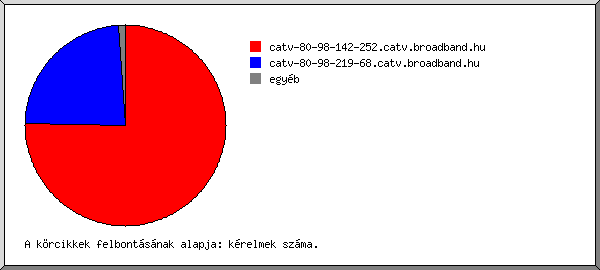 catv-80-98-142-252.catv.broadband.hu
catv-80-98-219-68.catv.broadband.hu
egyéb
A körcikkek felbontásának alapja: kérelmek száma.